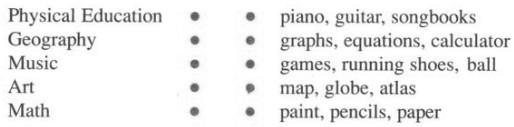 Physical Education ● ● piano, guitar, songbooks
Geography ● ● graphs, equations, calculator
Music ● ● games, running shoes, ball
Art ● ● map, globe, atlas
Math ● ● paint, pencils, paper